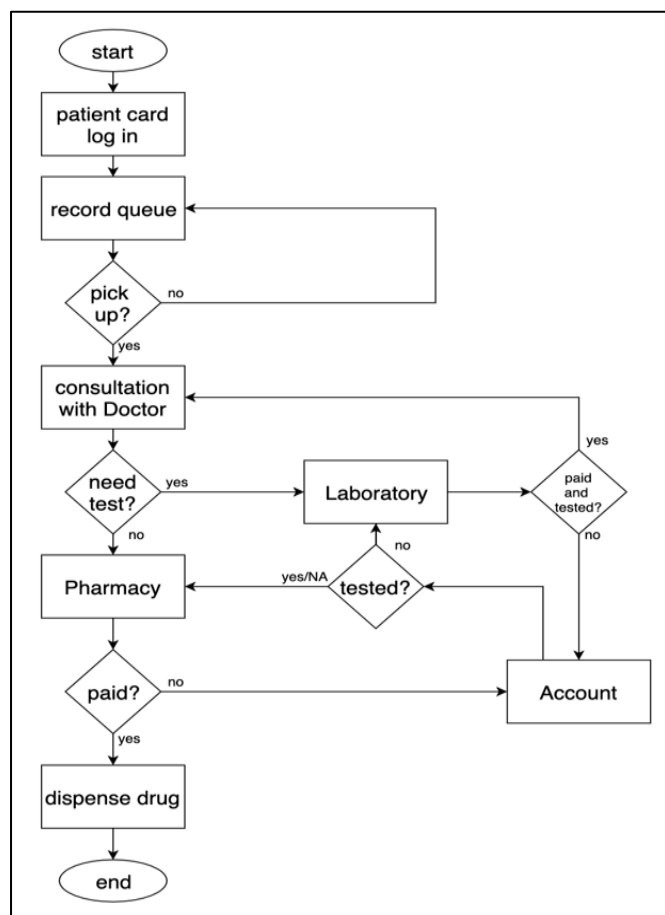 start
patient card
log in
record queue
pick
up?
no
yes
consultation
with Doctor
yes
need
test?
yes
Laboratory
paid
and
tested?
no
no
Pharmacy
yes/NA
tested?
no
paid?
no
Account
yes
dispense drug
end